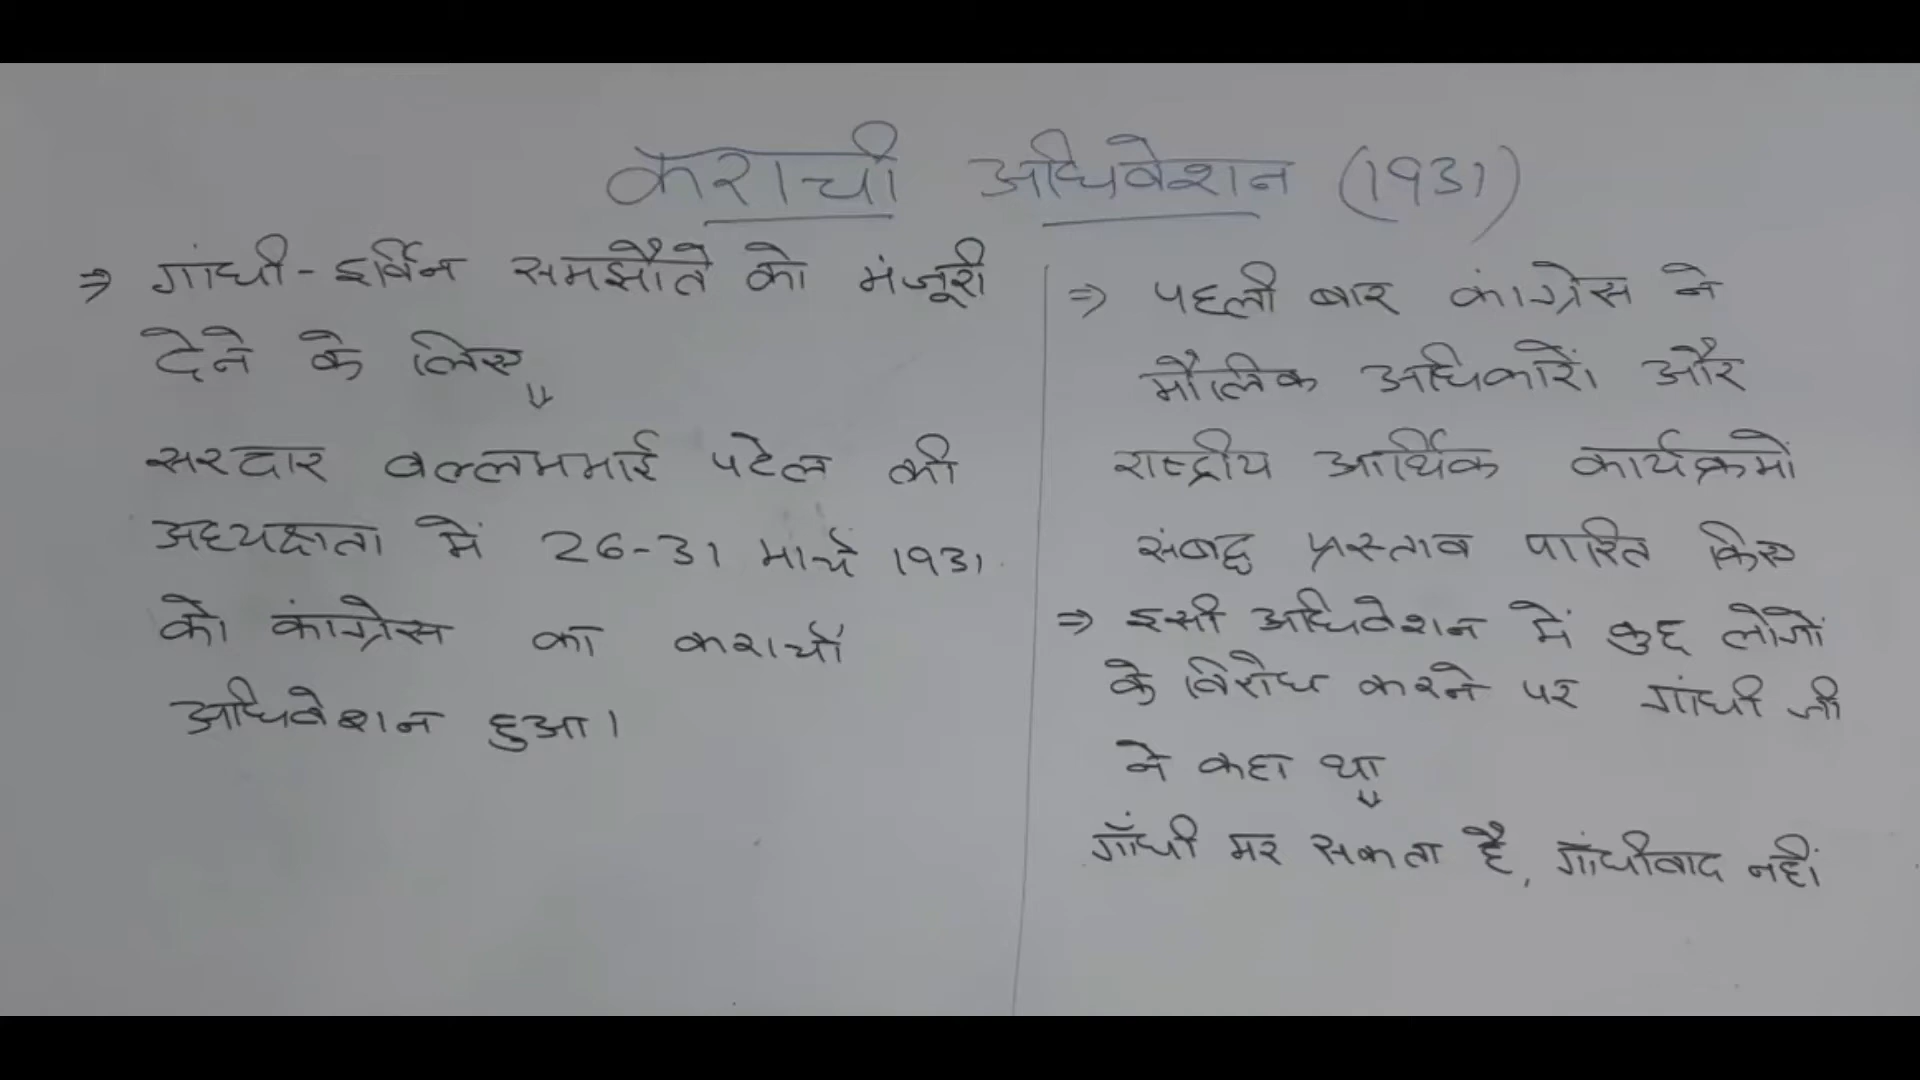 कराची अधिवेशन (1931)
⇒ गांधी-इर्विन समझौते को मंजूरी
देने के लिए
⇓
सरदार वल्लभभाई पटेल की
अध्यक्षता में 26-31 मार्च 1931
को कांग्रेस का कराची
अधिवेशन हुआ।
⇒ पहली बार कांग्रेस ने
मौलिक अधिकारों और
राष्ट्रीय आर्थिक कार्यक्रमों
संबद्ध प्रस्ताव पारित किए
⇒ इसी अधिवेशन में कुछ लोगों
के विरोध करने पर गांधी जी
ने कहा था
⇓
गाँधी मर सकता है, गाँधीवाद नहीं